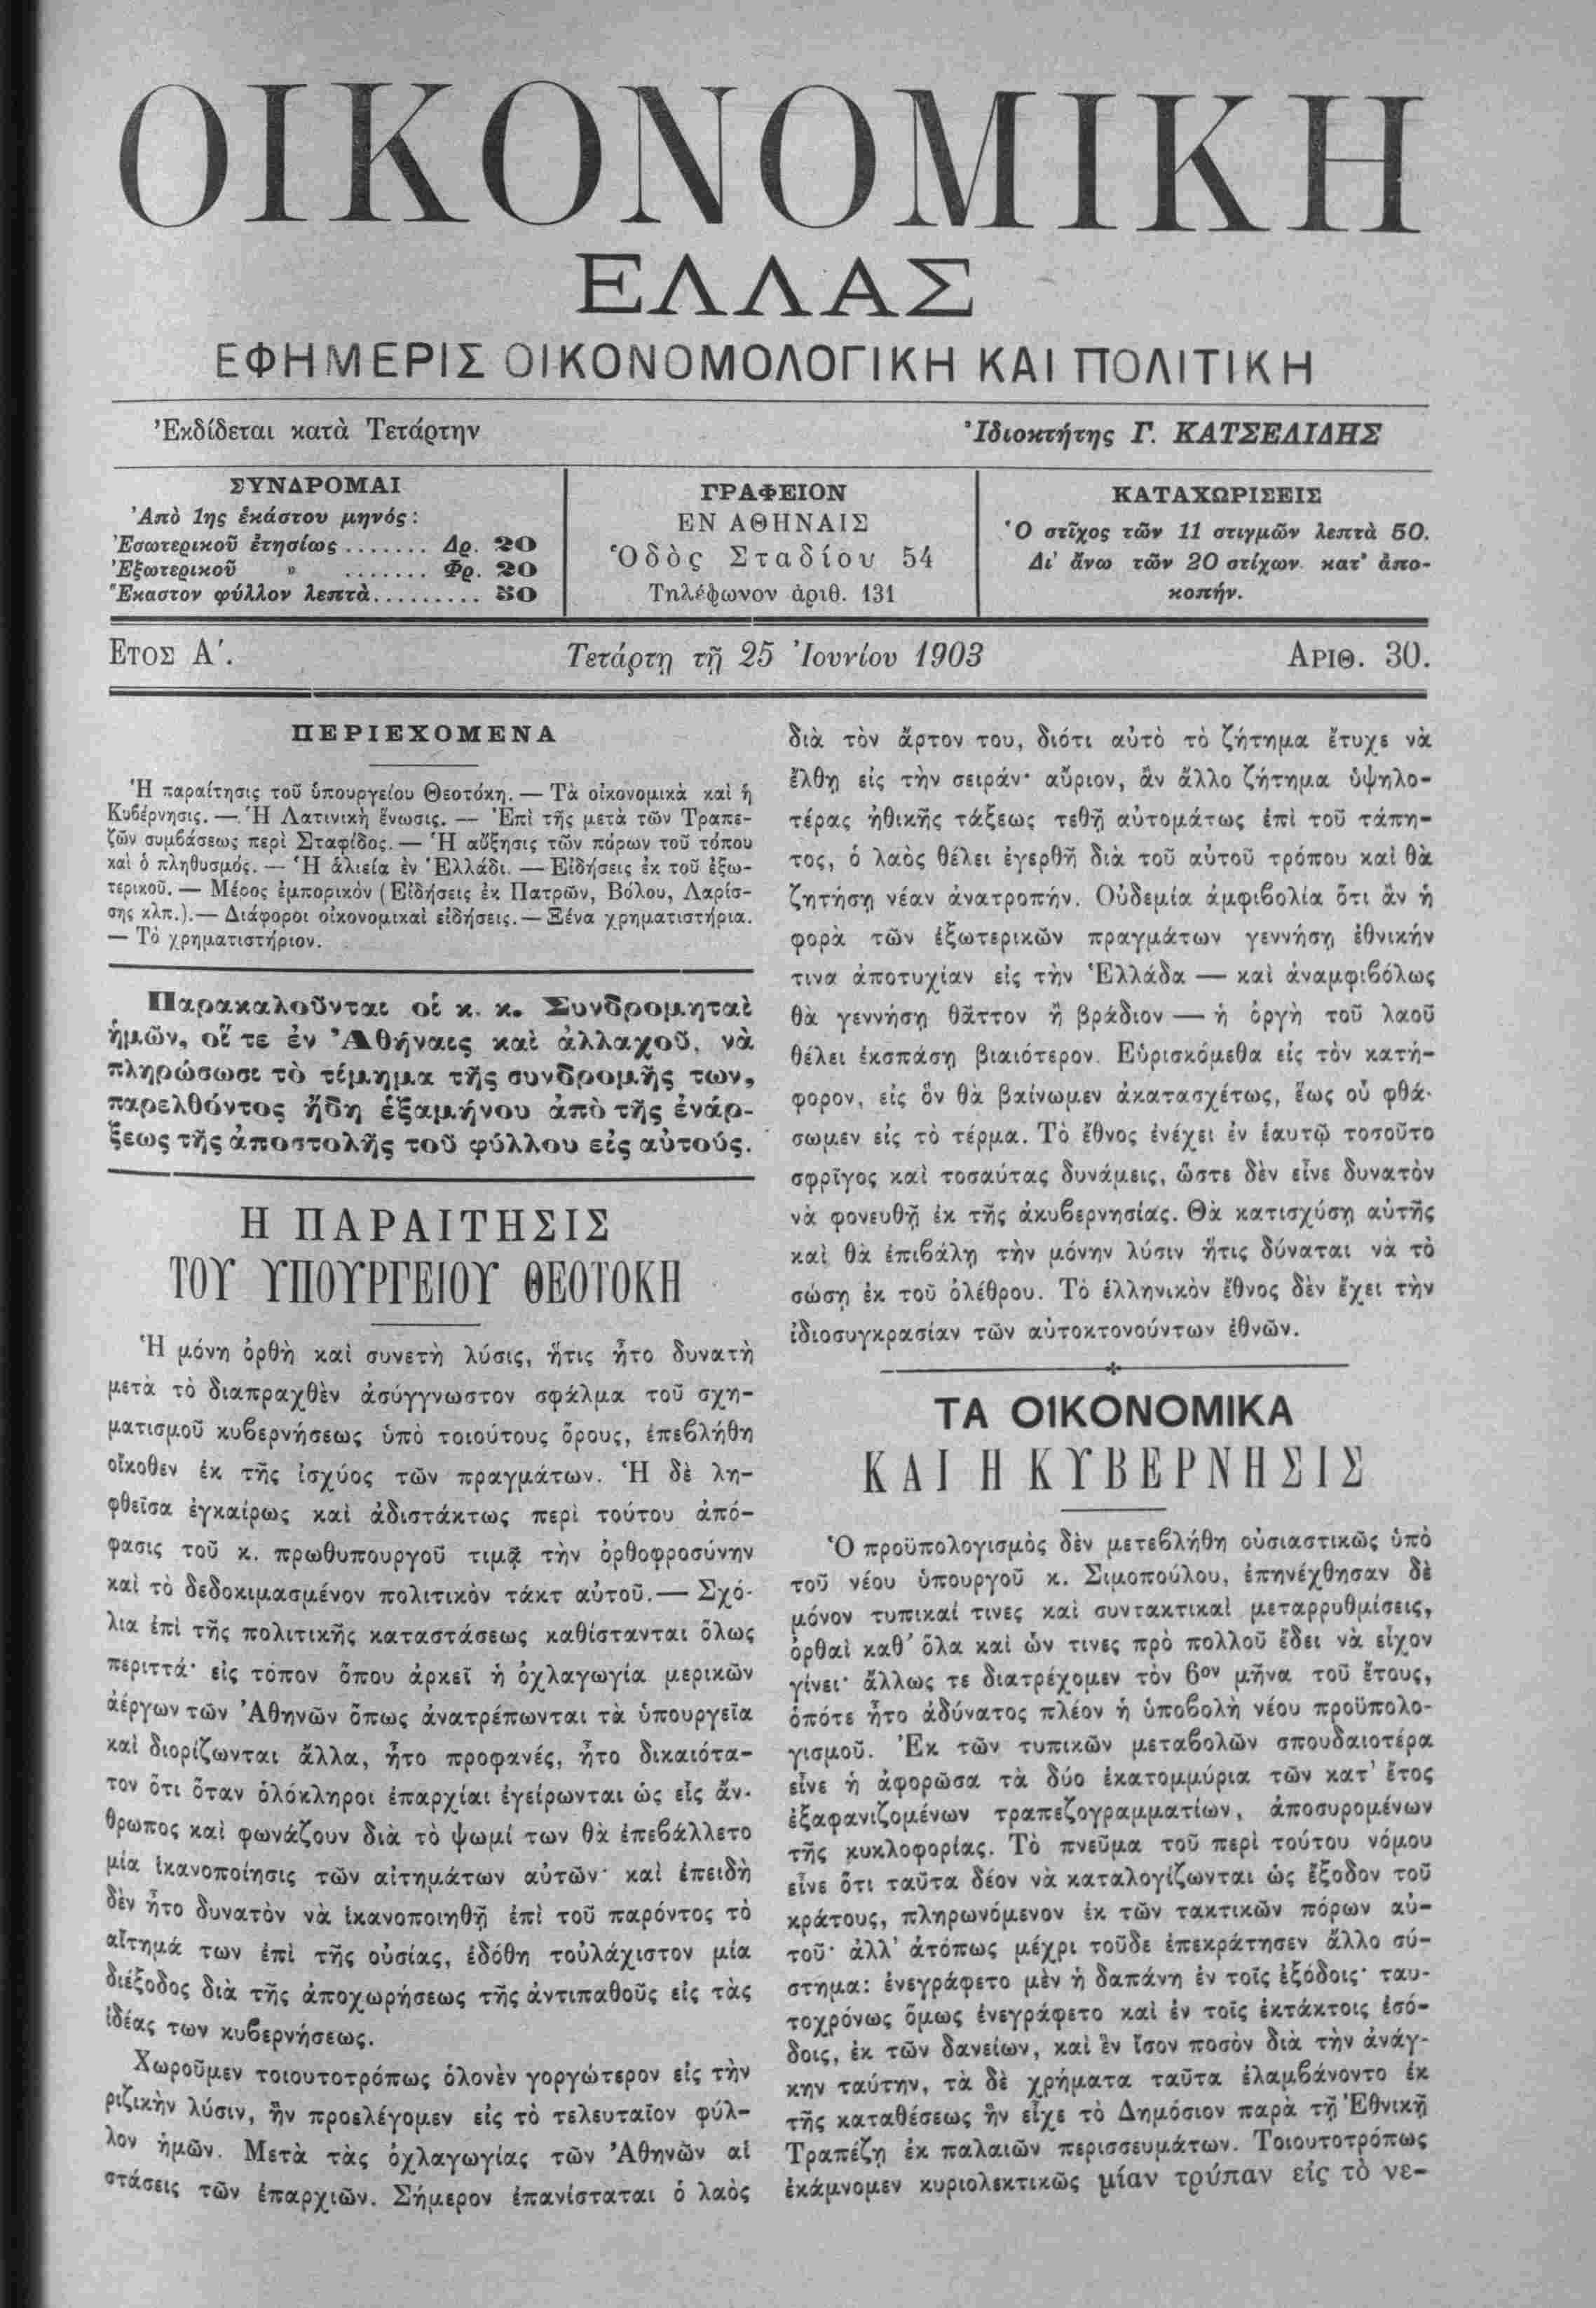 ΟΙΚΟΝΟΜΙΚΗ
ΕΛΛΑΣ
ΕΦΗΜΕΡΙΣ ΟΙΚΟΝΟΜΟΛΟΓΙΚΗ ΚΑΙ ΠΟΛΙΤΙΚΗ
Ἐκδίδεται κατὰ Τετάρτην
Ἰδιοκτήτης Γ. ΚΑΤΣΕΛΙΔΗΣ
ΣΥΝΔΡΟΜΑΙ
Ἀπὸ 1ης ἑκάστου μηνός:
Ἐσωτερικοῦ ἐτησίως ....... Δρ. 20
Ἐξωτερικοῦ » ....... Φρ. 20
Ἕκαστον φύλλον λεπτὰ.......... 50
ΓΡΑΦΕΙΟΝ
ΕΝ ΑΘΗΝΑΙΣ
Ὁδὸς Σταδίου 54
Τηλέφωνον ἀριθ. 131
ΚΑΤΑΧΩΡΙΣΕΙΣ
Ὁ στῖχος τῶν 11 στιγμῶν λεπτὰ 50.
Δι' ἄνω τῶν 20 στίχων κατ' ἀπο-
κοπήν.
ΕΤΟΣ Α΄.
Τετάρτῃ τῇ 25 Ἰουνίου 1903
ΑΡΙΘ. 30.
ΠΕΡΙΕΧΟΜΕΝΑ
Ἡ παραίτησις τοῦ ὑπουργείου Θεοτόκη. — Τὰ οἰκονομικὰ καὶ ἡ
Κυβέρνησις. — Ἡ Λατινικὴ ἕνωσις. — Ἐπὶ τῆς μετὰ τῶν Τραπε-
ζῶν συμβάσεως περὶ Σταφίδος. — Ἡ αὔξησις τῶν πόρων τοῦ τόπου
καὶ ὁ πληθυσμός. — Ἡ ἁλιεία ἐν Ἑλλάδι. — Εἰδήσεις ἐκ τοῦ ἐξω-
τερικοῦ. — Μέρος ἐμπορικόν (Εἰδήσεις ἐκ Πατρῶν, Βόλου, Λαρίσ-
σης κλπ.). — Διάφοροι οἰκονομικαὶ εἰδήσεις. — Ξένα χρηματιστήρια.
— Τὸ χρηματιστήριον.
Παρακαλοῦνται οἱ κ. κ. Συνδρομηταὶ
ἡμῶν, οἵ τε ἐν Ἀθήναις καὶ ἀλλαχοῦ, νὰ
πληρώσωσι τὸ τίμημα τῆς συνδρομῆς των,
παρελθόντος ἤδη ἑξαμήνου ἀπὸ τῆς ἐνάρ-
ξεως τῆς ἀποστολῆς τοῦ φύλλου εἰς αὐτούς.
Η ΠΑΡΑΙΤΗΣΙΣ
ΤΟΥ ΥΠΟΥΡΓΕΙΟΥ ΘΕΟΤΟΚΗ
Ἡ μόνη ὀρθὴ καὶ συνετὴ λύσις, ἥτις ἦτο δυνατὴ
μετὰ τὸ διαπραχθὲν ἀσύγγνωστον σφάλμα τοῦ σχη-
ματισμοῦ κυβερνήσεως ὑπὸ τοιούτους ὅρους, ἐπεβλήθη
οἴκοθεν ἐκ τῆς ἰσχύος τῶν πραγμάτων. Ἡ δὲ λη-
φθεῖσα ἐγκαίρως καὶ ἀδιστάκτως περὶ τούτου ἀπό-
φασις τοῦ κ. πρωθυπουργοῦ τιμᾷ τὴν ὀρθοφροσύνην
καὶ τὸ δεδοκιμασμένον πολιτικὸν τάκτ αὐτοῦ. — Σχό-
λια ἐπὶ τῆς πολιτικῆς καταστάσεως καθίστανται ὅλως
περιττά· εἰς τόπον ὅπου ἀρκεῖ ἡ ὀχλαγωγία μερικῶν
ἀέργων τῶν Ἀθηνῶν ὅπως ἀνατρέπωνται τὰ ὑπουργεῖα
καὶ διορίζωνται ἄλλα, ἦτο προφανές, ἦτο δικαιότα-
τον ὅτι ὅταν ὁλόκληροι ἐπαρχίαι ἐγείρωνται ὡς εἷς ἄν-
θρωπος καὶ φωνάζουν διὰ τὸ ψωμί των θὰ ἐπεβάλλετο
μία ἱκανοποίησις τῶν αἰτημάτων αὐτῶν· καὶ ἐπειδὴ
δὲν ἦτο δυνατὸν νὰ ἱκανοποιηθῇ ἐπὶ τοῦ παρόντος τὸ
αἴτημά των ἐπὶ τῆς οὐσίας, ἐδόθη τοὐλάχιστον μία
διέξοδος διὰ τῆς ἀποχωρήσεως τῆς ἀντιπαθοῦς εἰς τὰς
ἰδέας των κυβερνήσεως.
Χωροῦμεν τοιουτοτρόπως ὁλονὲν γοργώτερον εἰς τὴν
ριζικὴν λύσιν, ἣν προελέγομεν εἰς τὸ τελευταῖον φύλ-
λον ἡμῶν. Μετὰ τὰς ὀχλαγωγίας τῶν Ἀθηνῶν αἱ
στάσεις τῶν ἐπαρχιῶν. Σήμερον ἐπανίσταται ὁ λαὸς
διὰ τὸν ἄρτον του, διότι αὐτὸ τὸ ζήτημα ἔτυχε νὰ
ἔλθῃ εἰς τὴν σειράν· αὔριον, ἂν ἄλλο ζήτημα ὑψηλο-
τέρας ἠθικῆς τάξεως τεθῇ αὐτομάτως ἐπὶ τοῦ τάπη-
τος, ὁ λαὸς θέλει ἐγερθῆ διὰ τοῦ αὐτοῦ τρόπου καὶ θὰ
ζητήσῃ νέαν ἀνατροπήν. Οὐδεμία ἀμφιβολία ὅτι ἂν ἡ
φορὰ τῶν ἐξωτερικῶν πραγμάτων γεννήσῃ ἐθνικήν
τινα ἀποτυχίαν εἰς τὴν Ἑλλάδα — καὶ ἀναμφιβόλως
θὰ γεννήσῃ θᾶττον ἢ βράδιον — ἡ ὀργὴ τοῦ λαοῦ
θέλει ἐκσπάσῃ βιαιότερον. Εὑρισκόμεθα εἰς τὸν κατή-
φορον, εἰς ὃν θὰ βαίνωμεν ἀκατασχέτως, ἕως οὗ φθά-
σωμεν εἰς τὸ τέρμα. Τὸ ἔθνος ἐνέχει ἐν ἑαυτῷ τοσοῦτο
σφρῖγος καὶ τοσαύτας δυνάμεις, ὥστε δὲν εἶνε δυνατὸν
νὰ φονευθῇ ἐκ τῆς ἀκυβερνησίας. Θὰ κατισχύσῃ αὐτῆς
καὶ θὰ ἐπιβάλῃ τὴν μόνην λύσιν ἥτις δύναται νὰ τὸ
σώσῃ ἐκ τοῦ ὀλέθρου. Τὸ ἑλληνικὸν ἔθνος δὲν ἔχει τὴν
ἰδιοσυγκρασίαν τῶν αὐτοκτονούντων ἐθνῶν.
ΤΑ ΟΙΚΟΝΟΜΙΚΑ
ΚΑΙ Η ΚΥΒΕΡΝΗΣΙΣ
Ὁ προϋπολογισμὸς δὲν μετεβλήθη οὐσιαστικῶς ὑπὸ
τοῦ νέου ὑπουργοῦ κ. Σιμοπούλου, ἐπηνέχθησαν δὲ
μόνον τυπικαί τινες καὶ συντακτικαὶ μεταρρυθμίσεις,
ὀρθαὶ καθ' ὅλα καὶ ὧν τινες πρὸ πολλοῦ ἔδει νὰ εἶχον
γίνει· ἄλλως τε διατρέχομεν τὸν 6ον μῆνα τοῦ ἔτους,
ὁπότε ἦτο ἀδύνατος πλέον ἡ ὑποβολὴ νέου προϋπολο-
γισμοῦ. Ἐκ τῶν τυπικῶν μεταβολῶν σπουδαιοτέρα
εἶνε ἡ ἀφορῶσα τὰ δύο ἑκατομμύρια τῶν κατ' ἔτος
ἐξαφανιζομένων τραπεζογραμματίων, ἀποσυρομένων
τῆς κυκλοφορίας. Τὸ πνεῦμα τοῦ περὶ τούτου νόμου
εἶνε ὅτι ταῦτα δέον νὰ καταλογίζωνται ὡς ἔξοδον τοῦ
κράτους, πληρωνόμενον ἐκ τῶν τακτικῶν πόρων αὐ-
τοῦ· ἀλλ' ἀτόπως μέχρι τοῦδε ἐπεκράτησεν ἄλλο σύ-
στημα: ἐνεγράφετο μὲν ἡ δαπάνη ἐν τοῖς ἐξόδοις· ταυ-
τοχρόνως ὅμως ἐνεγράφετο καὶ ἐν τοῖς ἐκτάκτοις ἐσό-
δοις, ἐκ τῶν δανείων, καὶ ἓν ἴσον ποσὸν διὰ τὴν ἀνάγ-
κην ταύτην, τὰ δὲ χρήματα ταῦτα ἐλαμβάνοντο ἐκ
τῆς καταθέσεως ἣν εἶχε τὸ Δημόσιον παρὰ τῇ Ἐθνικῇ
Τραπέζῃ ἐκ παλαιῶν περισσευμάτων. Τοιουτοτρόπως
ἐκάμνομεν κυριολεκτικῶς μίαν τρύπαν εἰς τὸ νε-